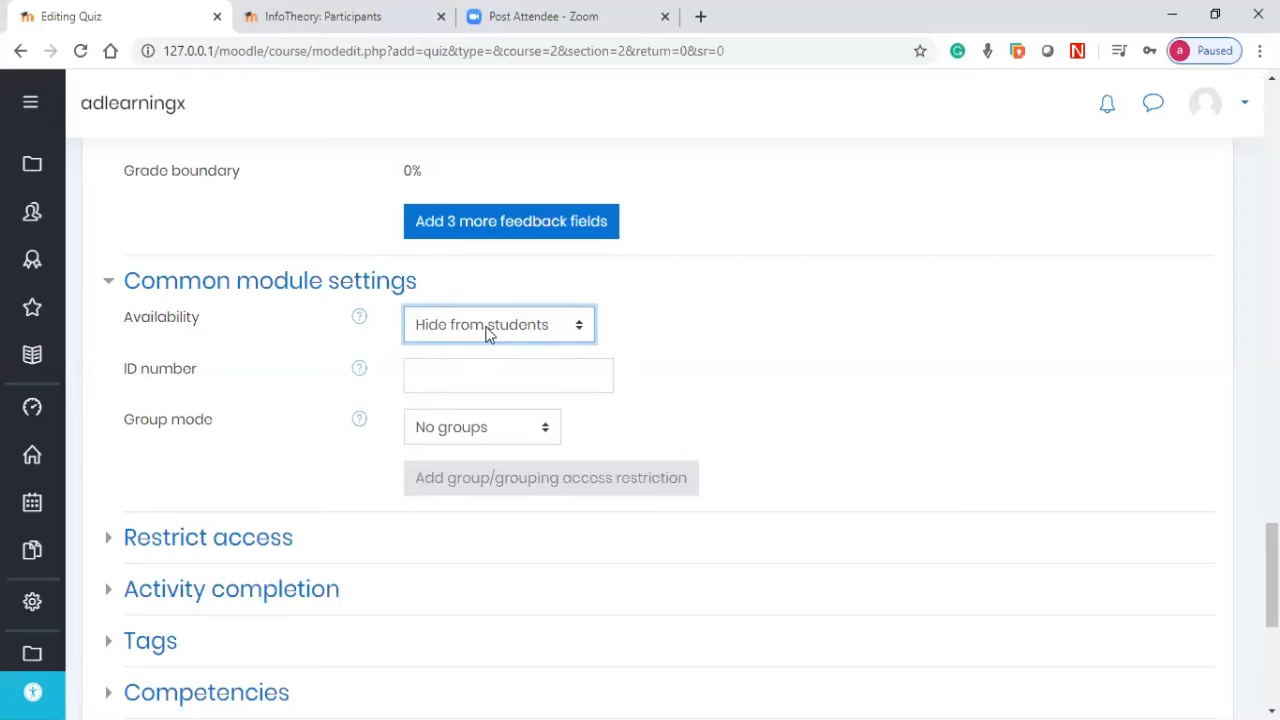 Editing Quiz
InfoTheory: Participants
Post Attendee - Zoom
127.0.0.1/moodle/course/modedit.php?add=quiz&type=&course=2&section=2&return=0&sr=0
N
a Paused
adlearningx
Grade boundary 0%
Add 3 more feedback fields
Common module settings
Availability ? Hide from students
ID number ?
Group mode ? No groups
Add group/grouping access restriction
Restrict access
Activity completion
Tags
Competencies